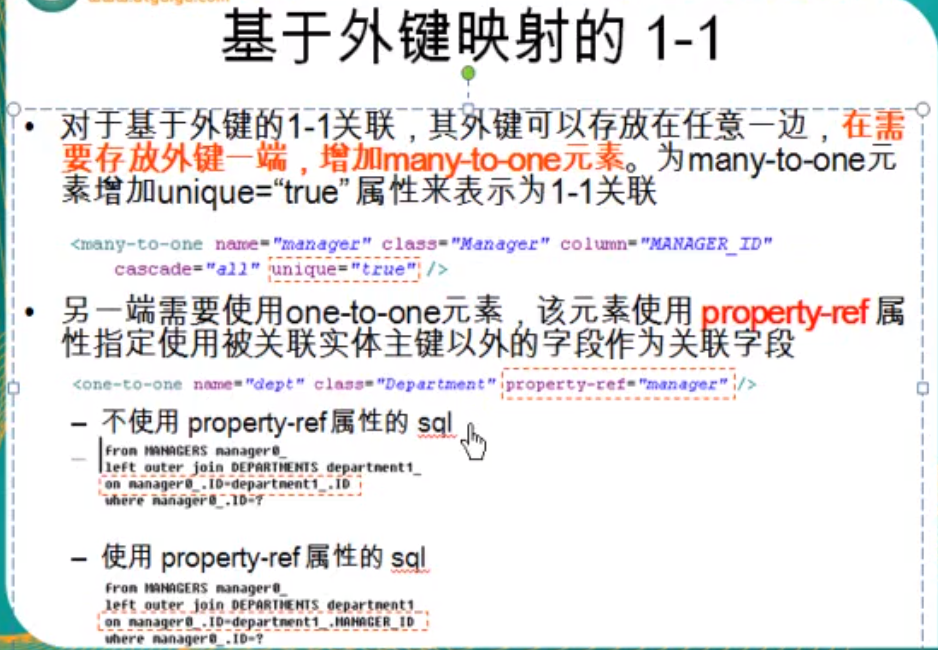 基于外键映射的 1-1
• 对于基于外键的1-1关联，其外键可以存放在任意一边，在需
要存放外键一端，增加many-to-one元素。为many-to-one元
素增加unique=“true” 属性来表示为1-1关联
<many-to-one name="manager" class="Manager" column="MANAGER_ID"
cascade="all" unique="true" />
• 另一端需要使用one-to-one元素，该元素使用 property-ref 属
性指定使用被关联实体主键以外的字段作为关联字段
<one-to-one name="dept" class="Department" property-ref="manager" />
– 不使用 property-ref属性的 sql
from MANAGERS manager0_
left outer join DEPARTMENTS department1_
on manager0_.ID=department1_.ID
where manager0_.ID=?
– 使用 property-ref属性的 sql
from MANAGERS manager0_
left outer join DEPARTMENTS department1_
on manager0_.ID=department1_.MANAGER_ID
where manager0_.ID=?